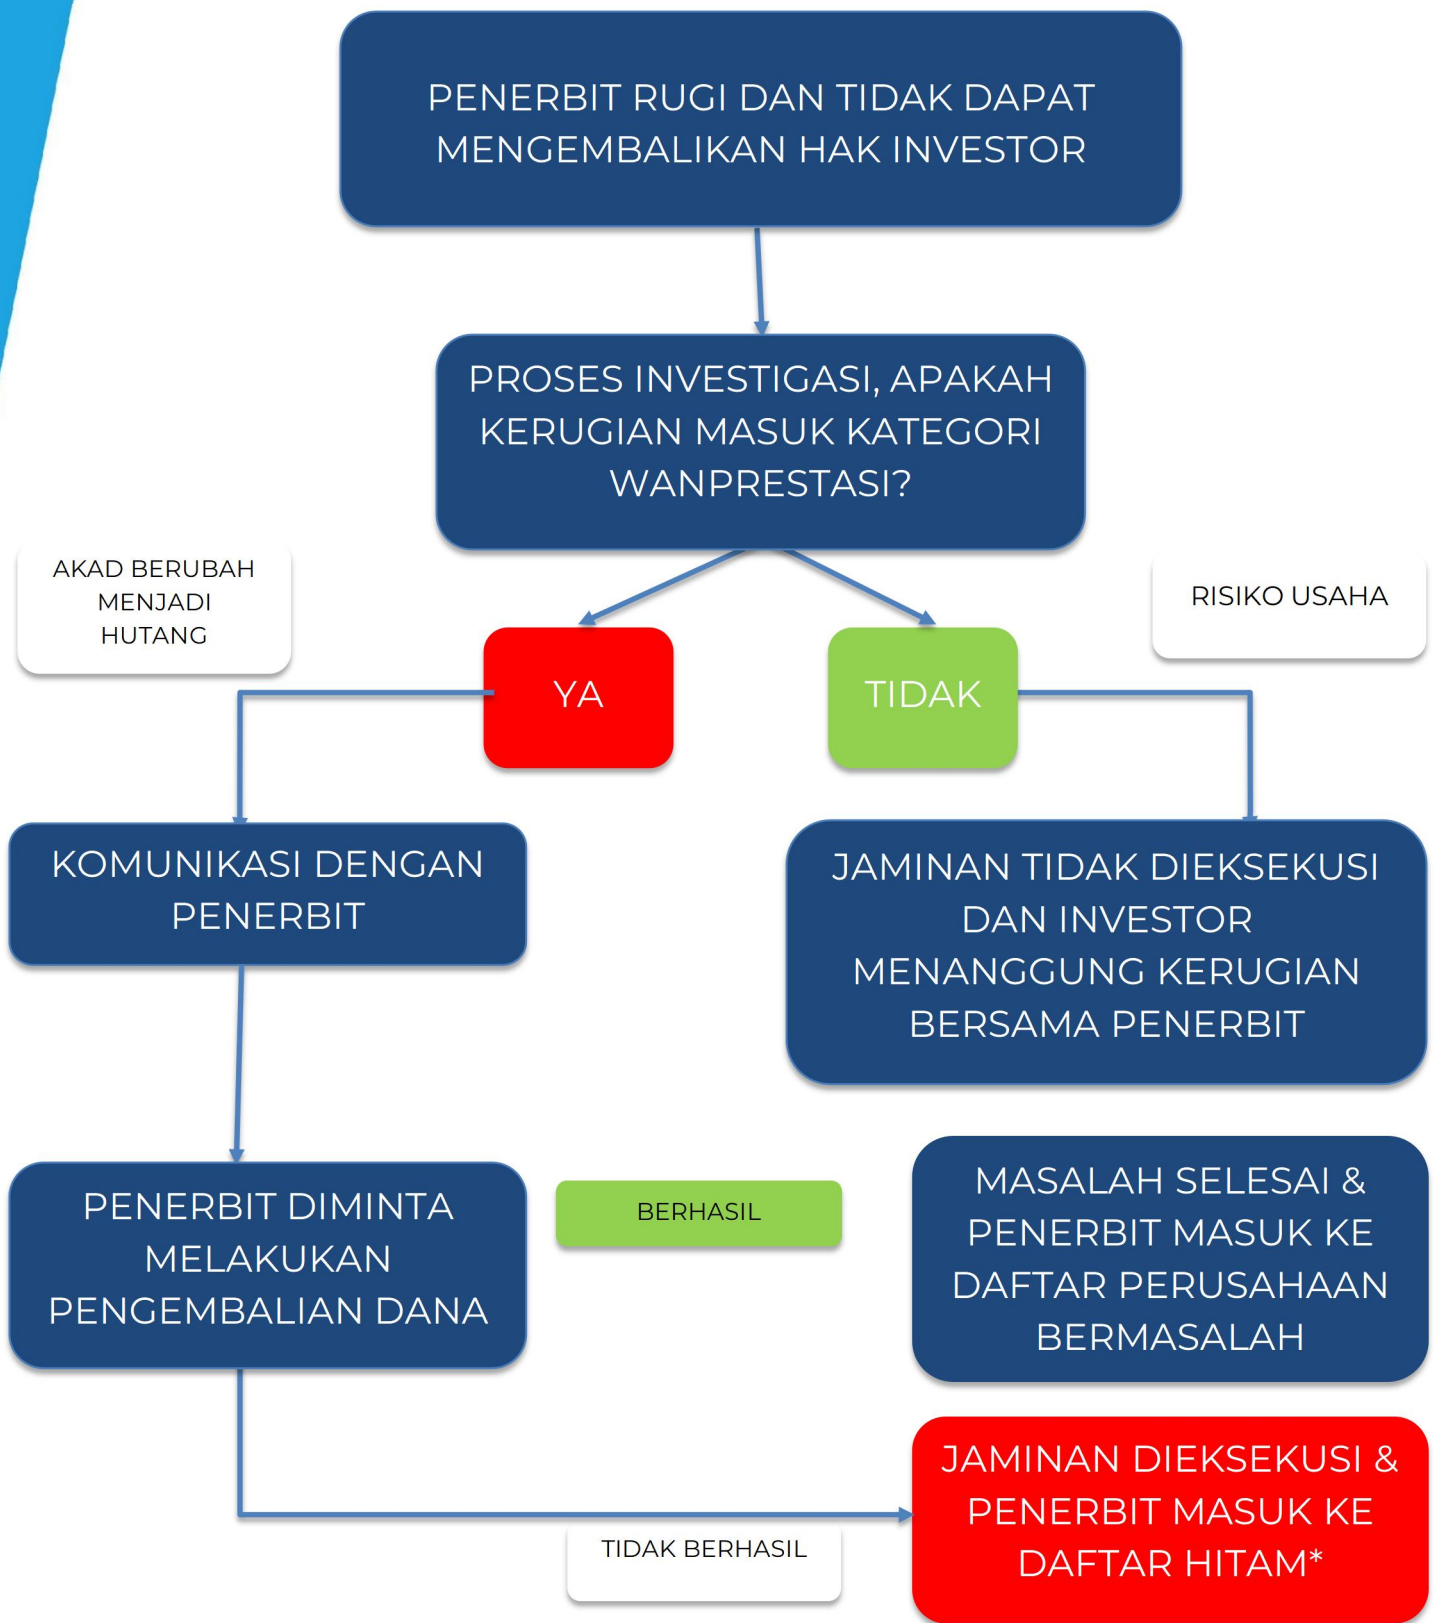 PENERBIT RUGI DAN TIDAK DAPAT
MENGEMBALIKAN HAK INVESTOR
PROSES INVESTIGASI, APAKAH
KERUGIAN MASUK KATEGORI
WANPRESTASI?
AKAD BERUBAH
MENJADI
HUTANG
RISIKO USAHA
YA
TIDAK
KOMUNIKASI DENGAN
PENERBIT
JAMINAN TIDAK DIEKSEKUSI
DAN INVESTOR
MENANGGUNG KERUGIAN
BERSAMA PENERBIT
PENERBIT DIMINTA
MELAKUKAN
PENGEMBALIAN DANA
BERHASIL
MASALAH SELESAI &
PENERBIT MASUK KE
DAFTAR PERUSAHAAN
BERMASALAH
TIDAK BERHASIL
JAMINAN DIEKSEKUSI &
PENERBIT MASUK KE
DAFTAR HITAM*